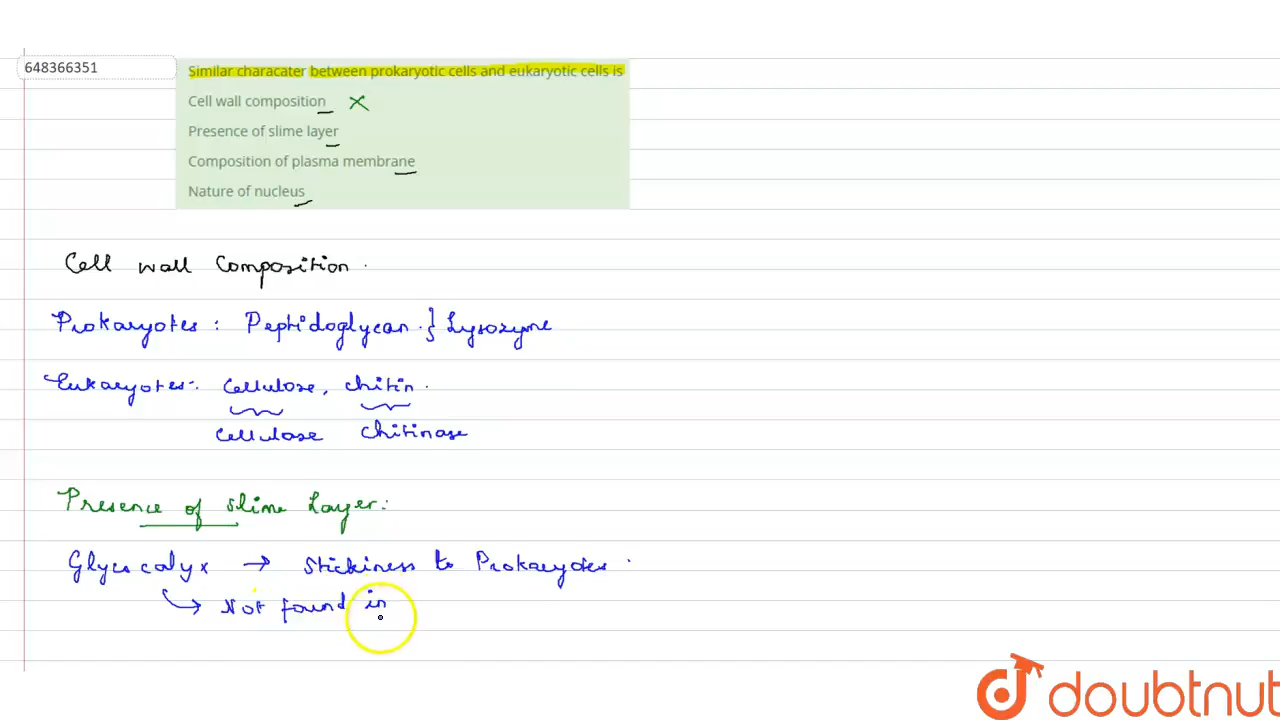 648366351
Similar characater between prokaryotic cells and eukaryotic cells is
Cell wall composition
Presence of slime layer
Composition of plasma membrane
Nature of nucleus
Cell wall Composition.
Prokaryotes: Peptidoglycan.} Lysozyme
Eukaryotes:- Cellulose, Chitin.
Cellulase Chitinase
Presence of Slime Layer:
Glycocalyx → Stickiness to Prokaryotes.
↳ Not found in
doubtnut